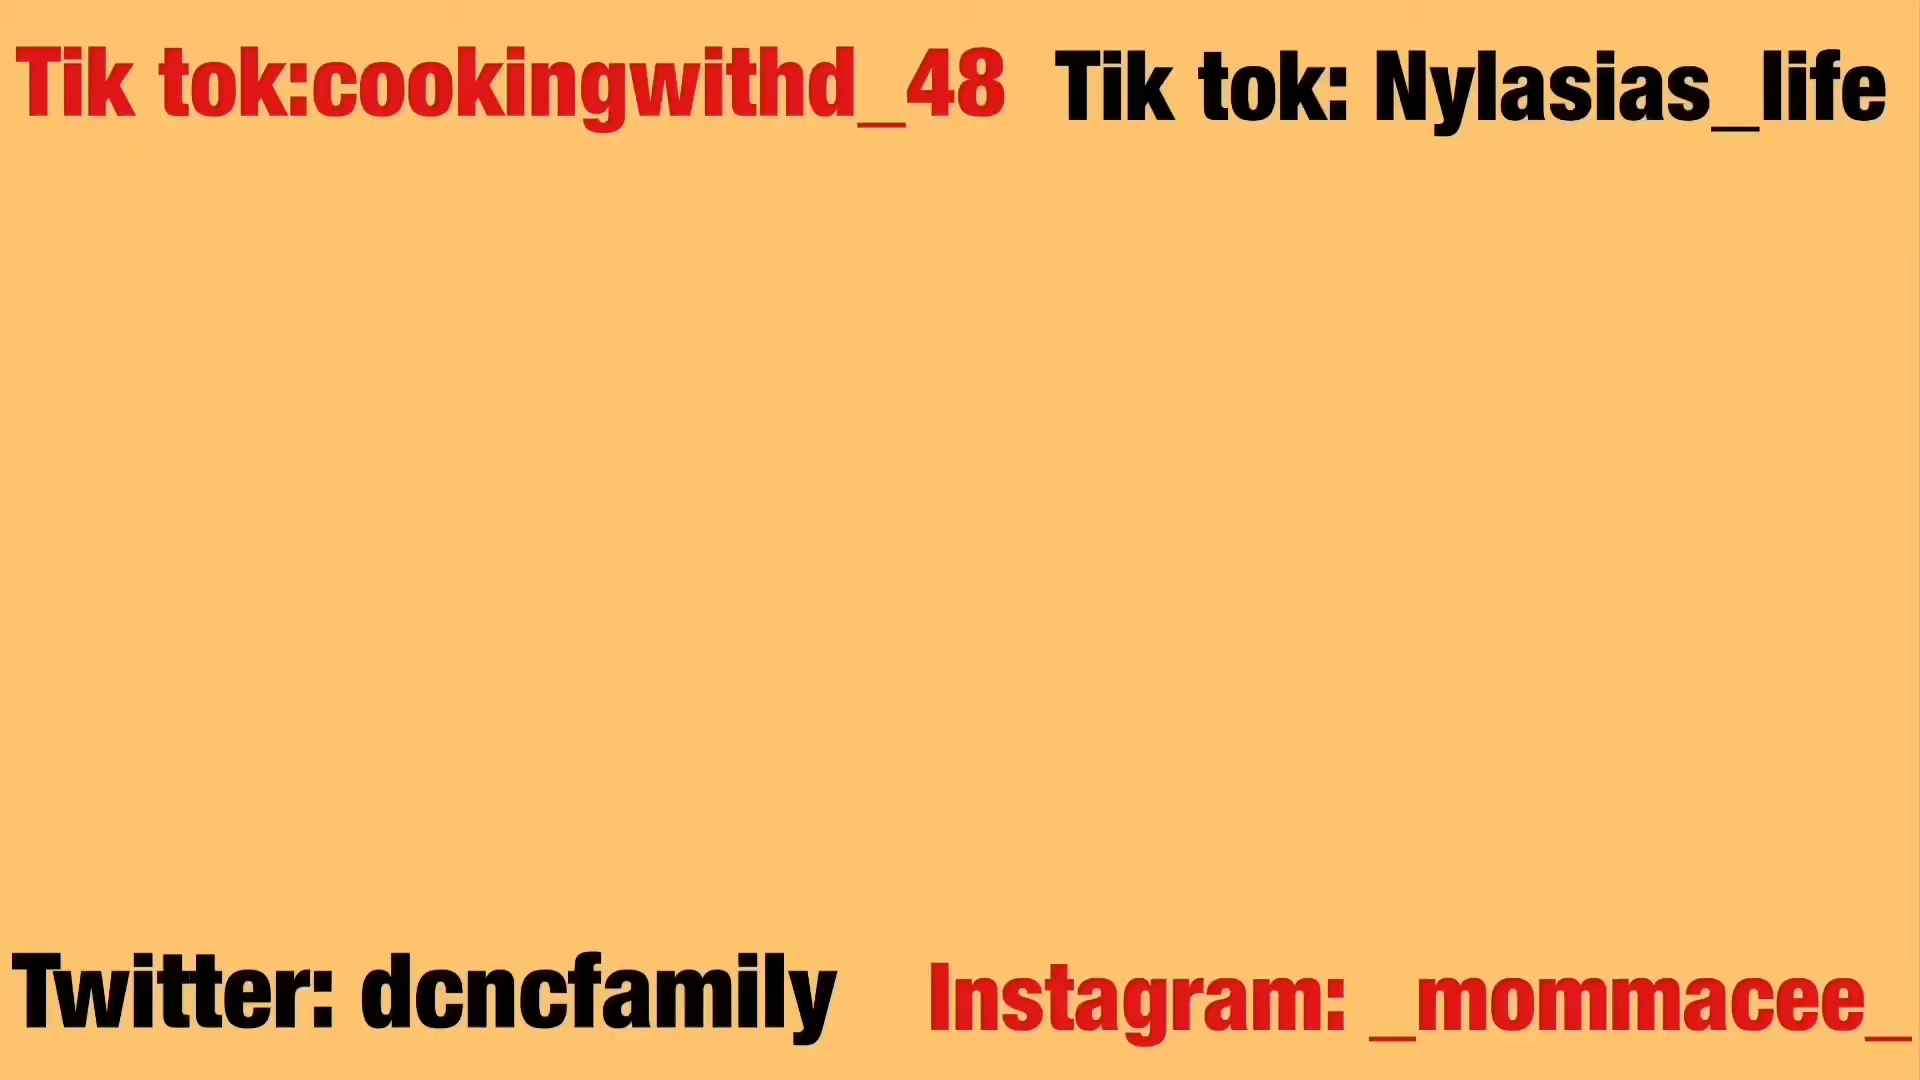 Tik tok:cookingwithd_48
Tik tok: Nylasias_life
Twitter: dcncfamily
Instagram: _mommacee_